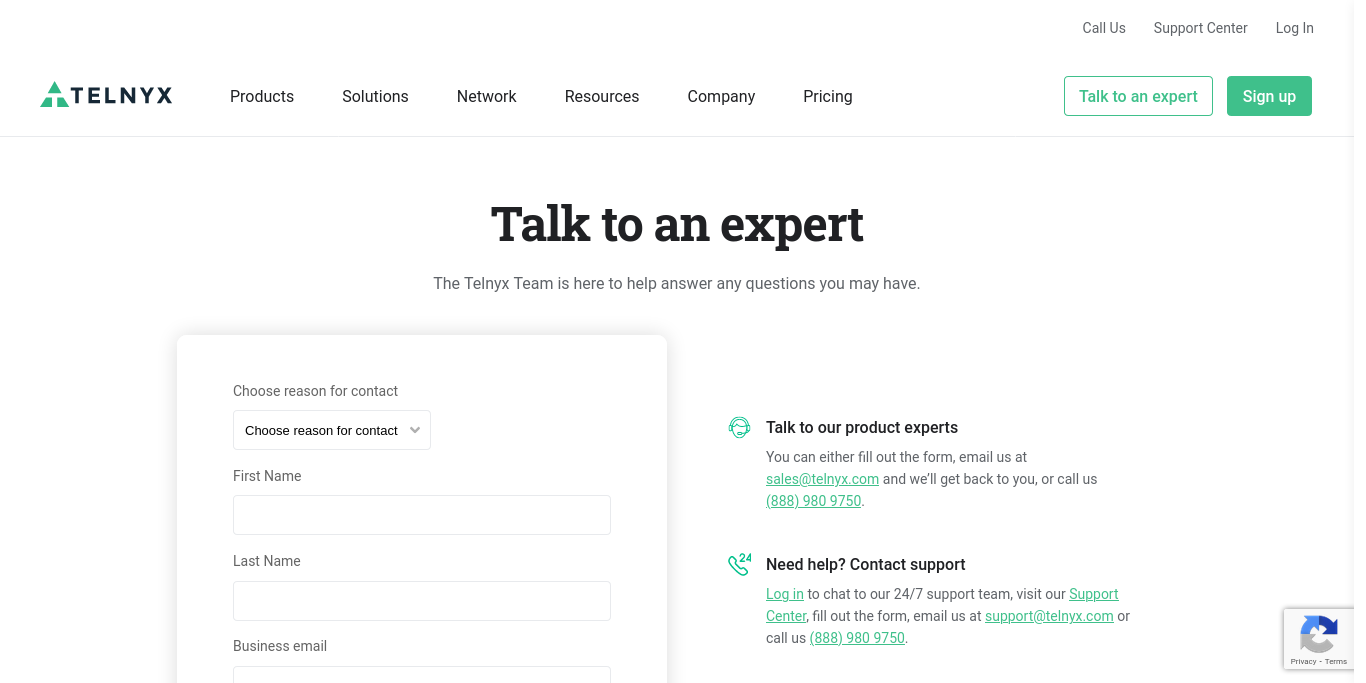 Call Us Support Center Log In
TELNYX Products Solutions Network Resources Company Pricing Talk to an expert Sign up
Talk to an expert
The Telnyx Team is here to help answer any questions you may have.
Choose reason for contact
Choose reason for contact
First Name
Last Name
Business email
Talk to our product experts
You can either fill out the form, email us at
sales@telnyx.com and we’ll get back to you, or call us
(888) 980 9750.
24
Need help? Contact support
Log in to chat to our 24/7 support team, visit our Support
Center, fill out the form, email us at support@telnyx.com or
call us (888) 980 9750.
Privacy - Terms